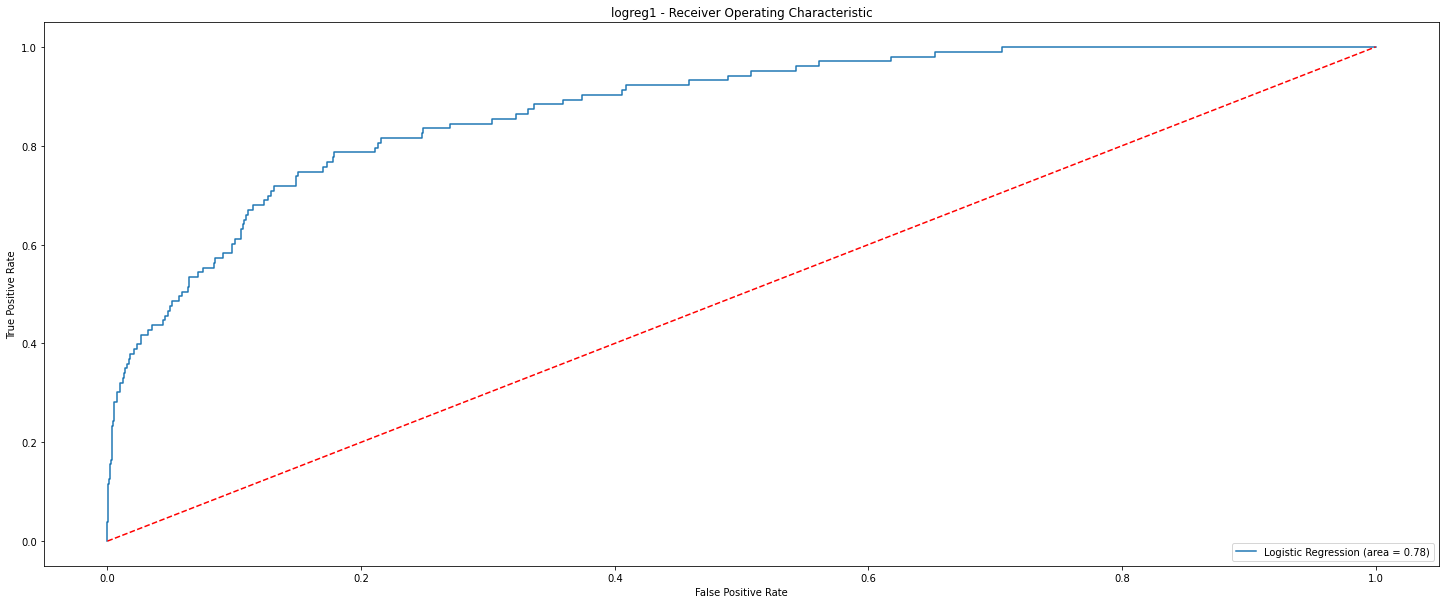 logreg1 - Receiver Operating Characteristic
True Positive Rate
1.0
0.8
0.6
0.4
0.2
0.0
0.0 0.2 0.4 0.6 0.8 1.0
False Positive Rate
Logistic Regression (area = 0.78)